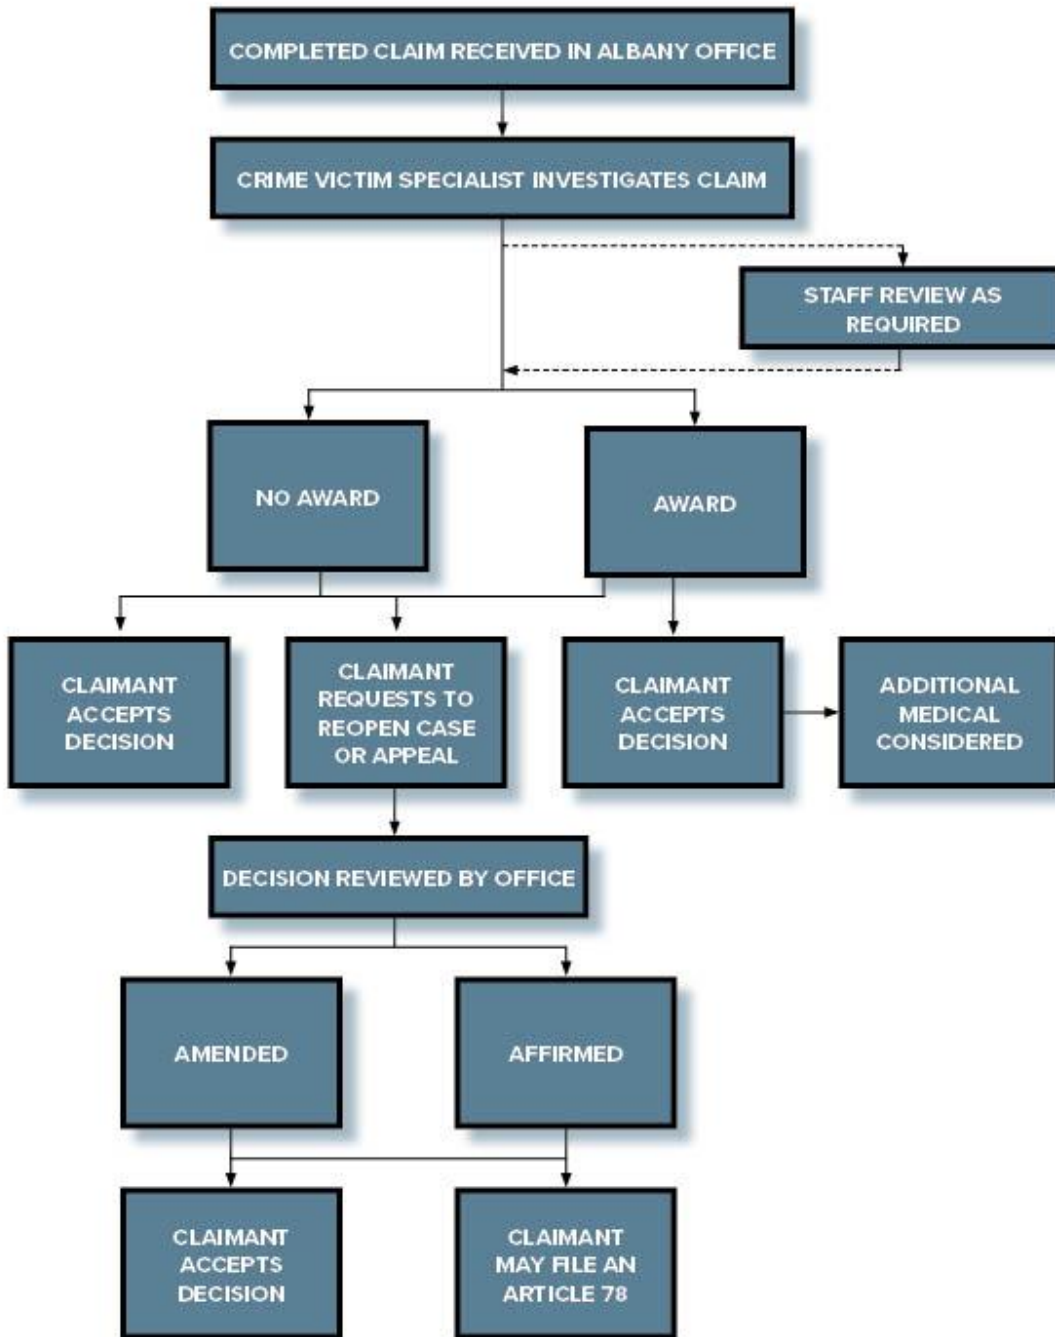 COMPLETED CLAIM RECEIVED IN ALBANY OFFICE
CRIME VICTIM SPECIALIST INVESTIGATES CLAIM
STAFF REVIEW AS
REQUIRED
NO AWARD
AWARD
CLAIMANT
ACCEPTS
DECISION
CLAIMANT
REQUESTS TO
REOPEN CASE
OR APPEAL
CLAIMANT
ACCEPTS
DECISION
ADDITIONAL
MEDICAL
CONSIDERED
DECISION REVIEWED BY OFFICE
AMENDED
AFFIRMED
CLAIMANT
ACCEPTS
DECISION
CLAIMANT
MAY FILE AN
ARTICLE 78